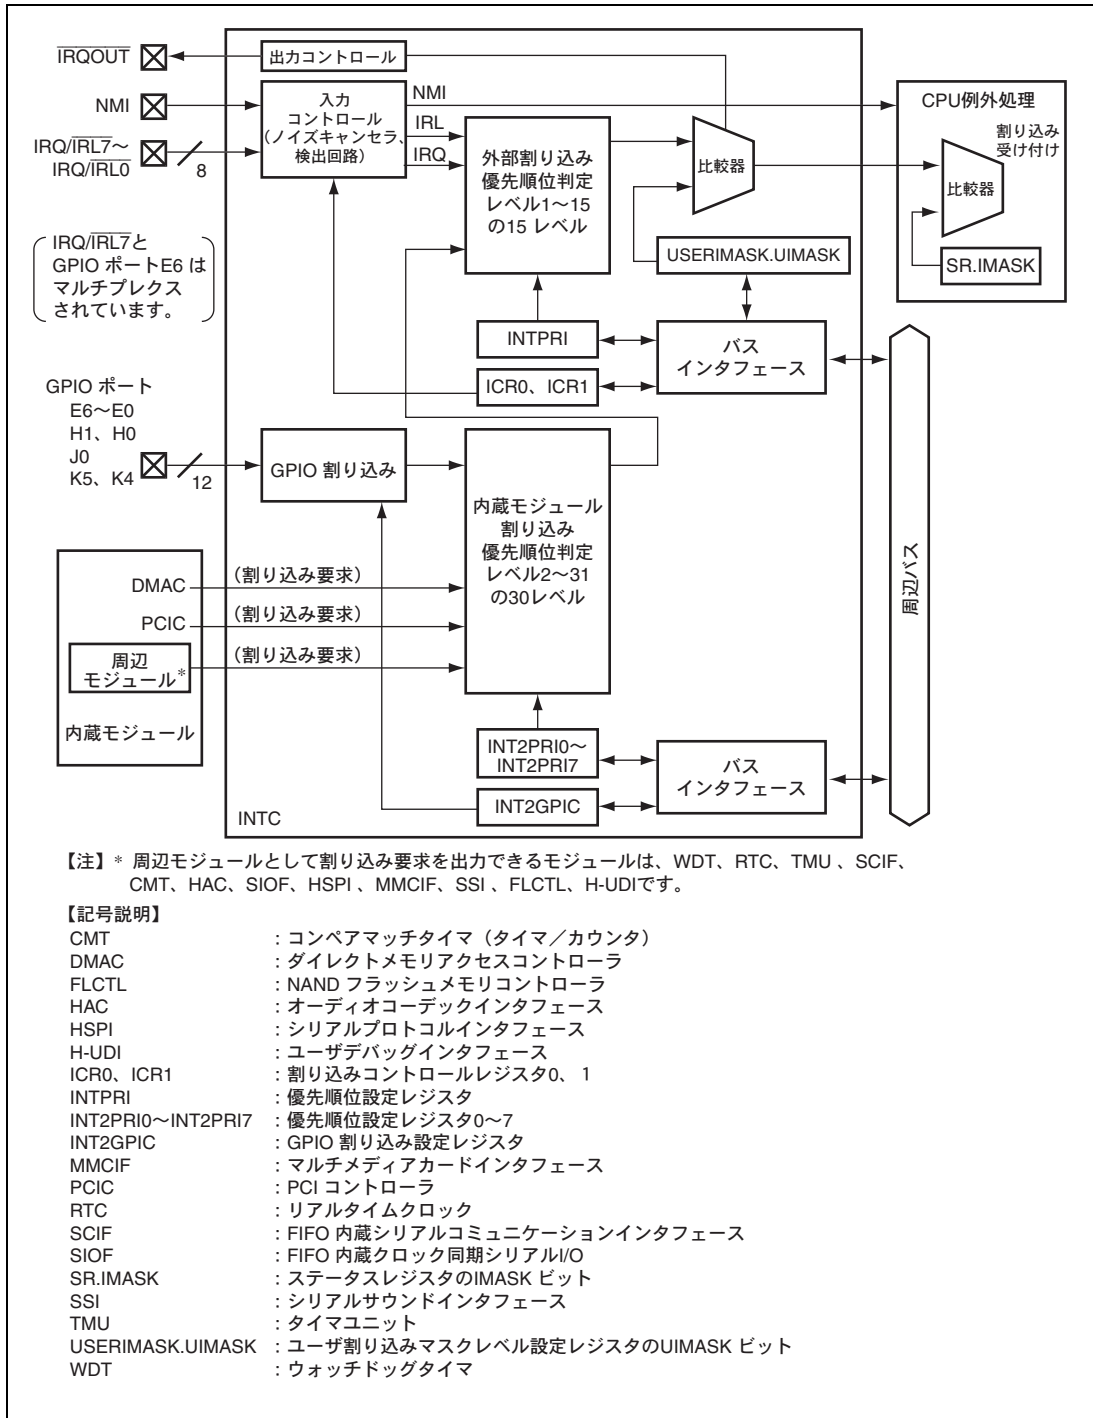 IRQOUT
出力コントロール
NMI
入力
コントロール
(ノイズキャンセラ、
検出回路)
NMI
IRL
IRQ
IRQ/IRL7～
IRQ/IRL0
8
外部割り込み
優先順位判定
レベル1～15
の15 レベル
比較器
CPU例外処理
割り込み
受け付け
比較器
SR.IMASK
USERIMASK.UIMASK
IRQ/IRL7と
GPIO ポートE6 は
マルチプレクス
されています。
INTPRI
ICR0、ICR1
バス
インタフェース
GPIO ポート
E6～E0
H1、H0
J0
K5、K4
12
GPIO 割り込み
内蔵モジュール
割り込み
優先順位判定
レベル2～31
の30レベル
DMAC
(割り込み要求)
PCIC
(割り込み要求)
周辺
モジュール*
(割り込み要求)
内蔵モジュール
周辺バス
INT2PRI0～
INT2PRI7
INT2GPIC
バス
インタフェース
INTC
【注】* 周辺モジュールとして割り込み要求を出力できるモジュールは、WDT、RTC、TMU 、SCIF、
CMT、HAC、SIOF、HSPI 、MMCIF、SSI 、FLCTL、H-UDIです。
【記号説明】
CMT : コンペアマッチタイマ（タイマ／カウンタ）
DMAC : ダイレクトメモリアクセスコントローラ
FLCTL : NAND フラッシュメモリコントローラ
HAC : オーディオコーデックインタフェース
HSPI : シリアルプロトコルインタフェース
H-UDI : ユーザデバッグインタフェース
ICR0、ICR1 : 割り込みコントロールレジスタ0、1
INTPRI : 優先順位設定レジスタ
INT2PRI0～INT2PRI7 : 優先順位設定レジスタ0～7
INT2GPIC : GPIO 割り込み設定レジスタ
MMCIF : マルチメディアカードインタフェース
PCIC : PCI コントローラ
RTC : リアルタイムクロック
SCIF : FIFO 内蔵シリアルコミュニケーションインタフェース
SIOF : FIFO 内蔵クロック同期シリアルI/O
SR.IMASK : ステータスレジスタのIMASK ビット
SSI : シリアルサウンドインタフェース
TMU : タイマユニット
USERIMASK.UIMASK : ユーザ割り込みマスクレベル設定レジスタのUIMASK ビット
WDT : ウォッチドッグタイマ